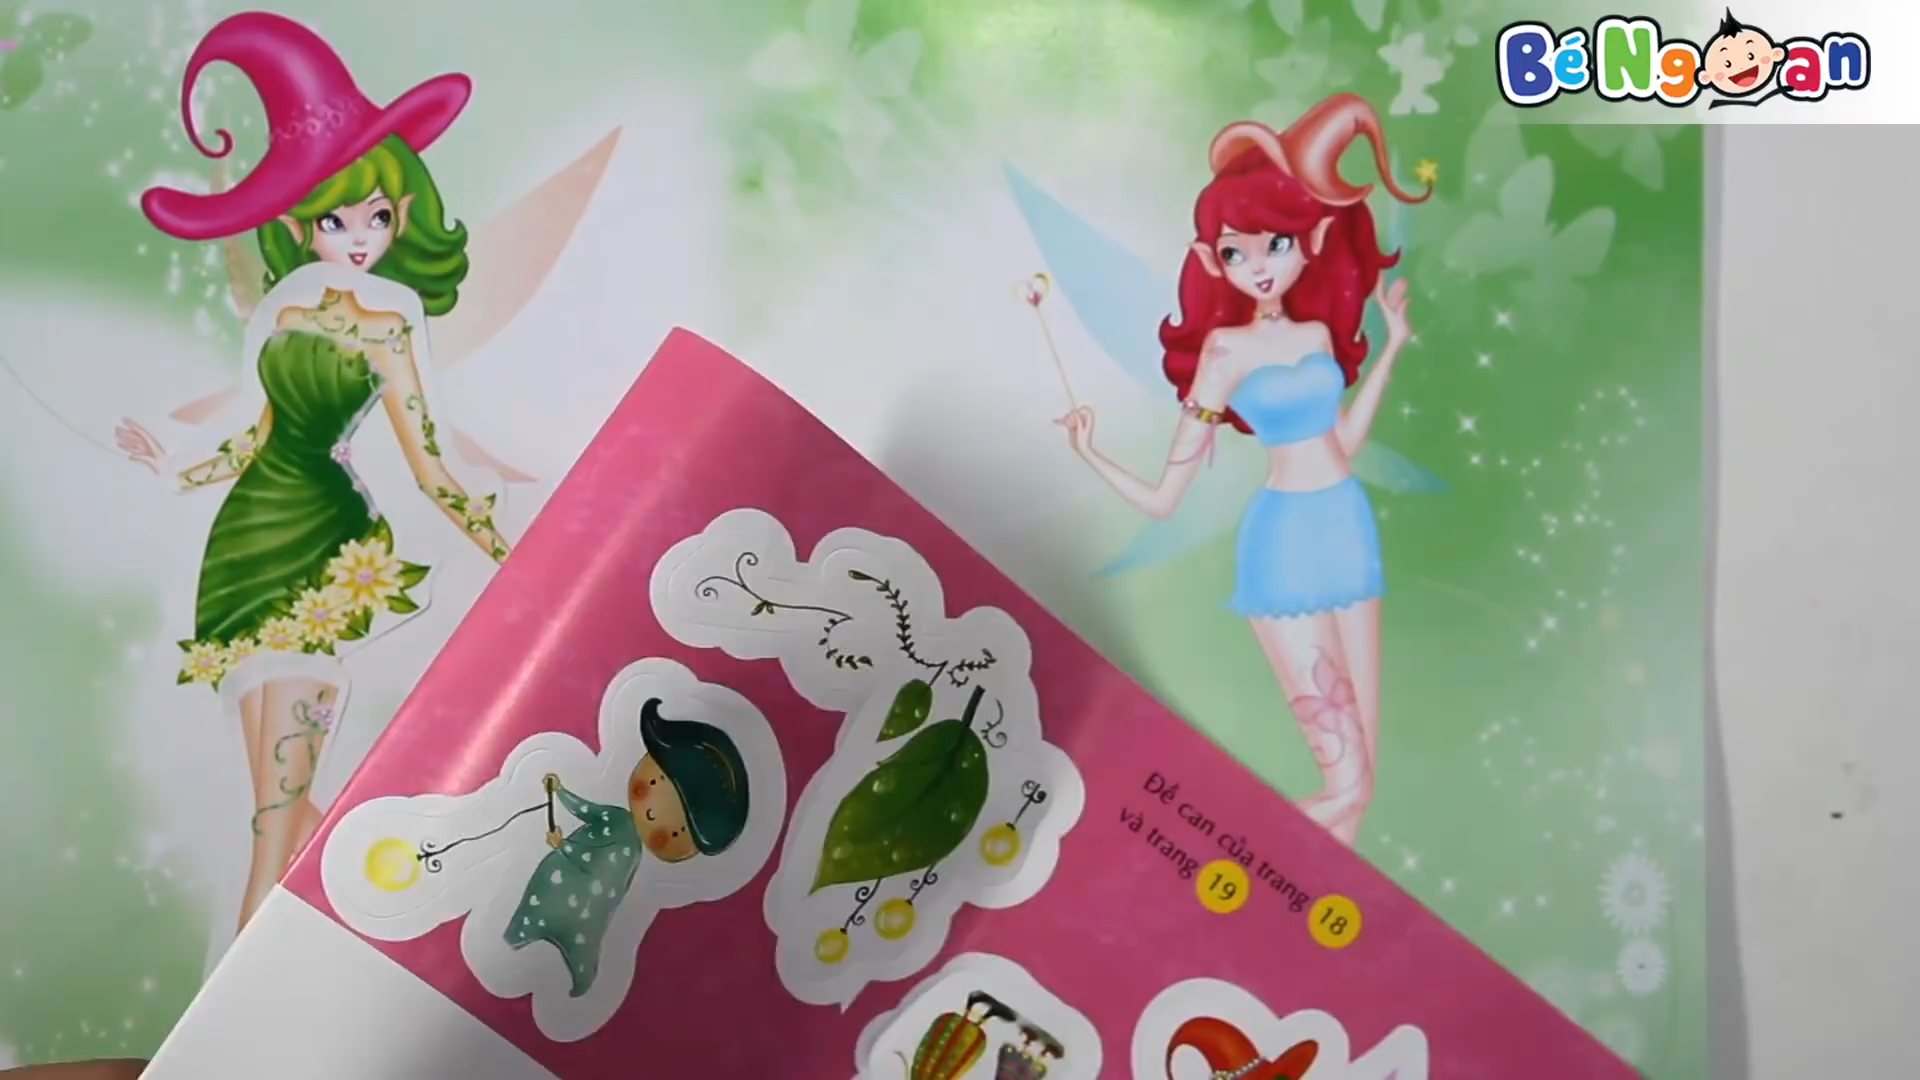 Bé Ngoan
Đề can của trang 18
và trang 19